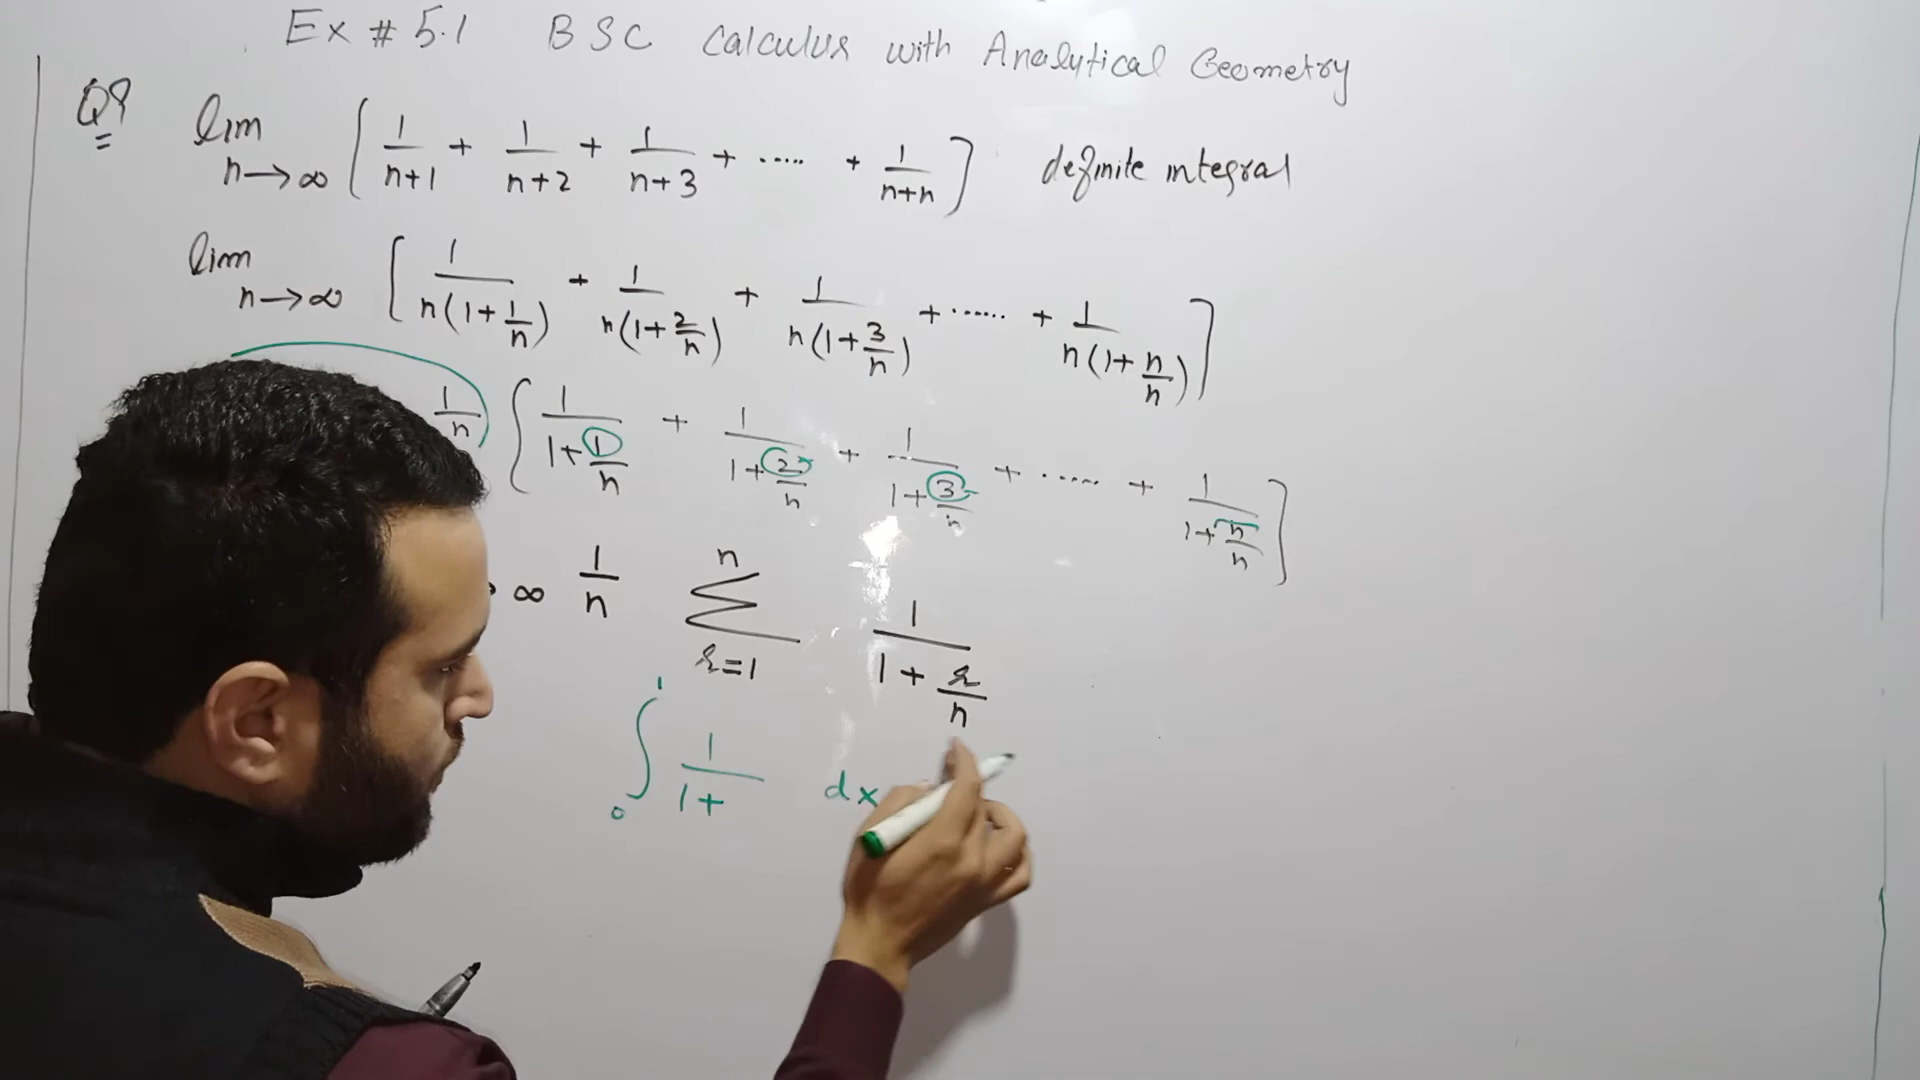 Ex # 5.1 BSC Calculus with Analytical Geometry
Q9 lim n→∞ [ 1/(n+1) + 1/(n+2) + 1/(n+3) + ..... + 1/(n+n) ] definite integral
lim n→∞ [ 1/(n(1+1/n)) + 1/(n(1+2/n)) + 1/(n(1+3/n)) + ...... + 1/(n(1+n/n)) ]
1/n [ 1/(1+1/n) + 1/(1+2/n) + 1/(1+3/n) + ..... + 1/(1+n/n) ]
∞ 1/n ∑_{r=1}^{n} 1/(1+r/n)
∫_0^1 1/(1+ dx